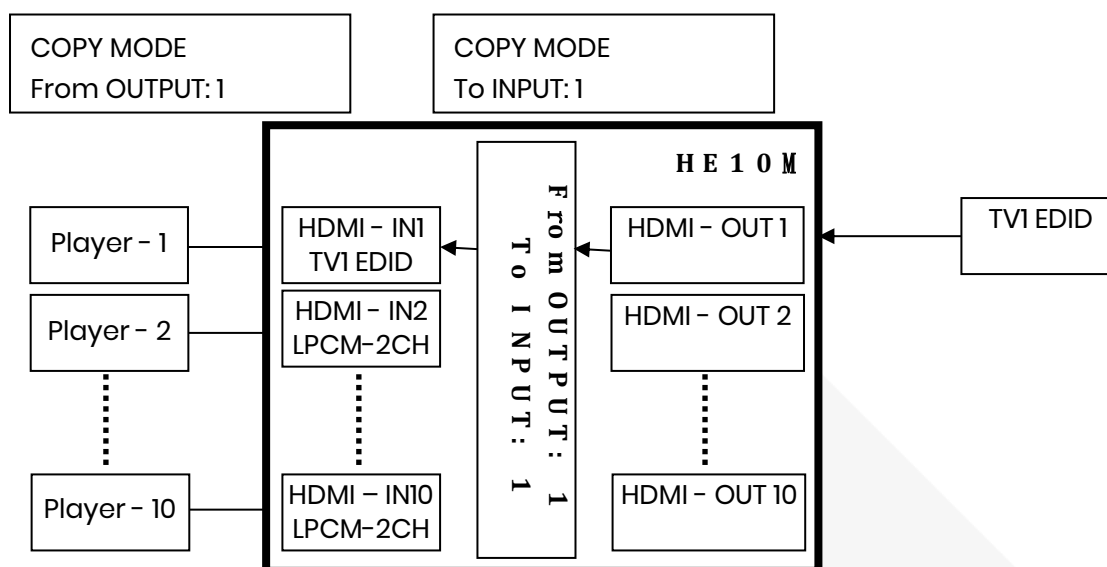 COPY MODE
From OUTPUT: 1
COPY MODE
To INPUT: 1
HE10M
Player - 1
HDMI - IN1
TV1 EDID
From OUTPUT: 1
To INPUT: 1
HDMI - OUT 1
TV1 EDID
Player - 2
HDMI - IN2
LPCM-2CH
HDMI - OUT 2
Player - 10
HDMI - IN10
LPCM-2CH
HDMI - OUT 10